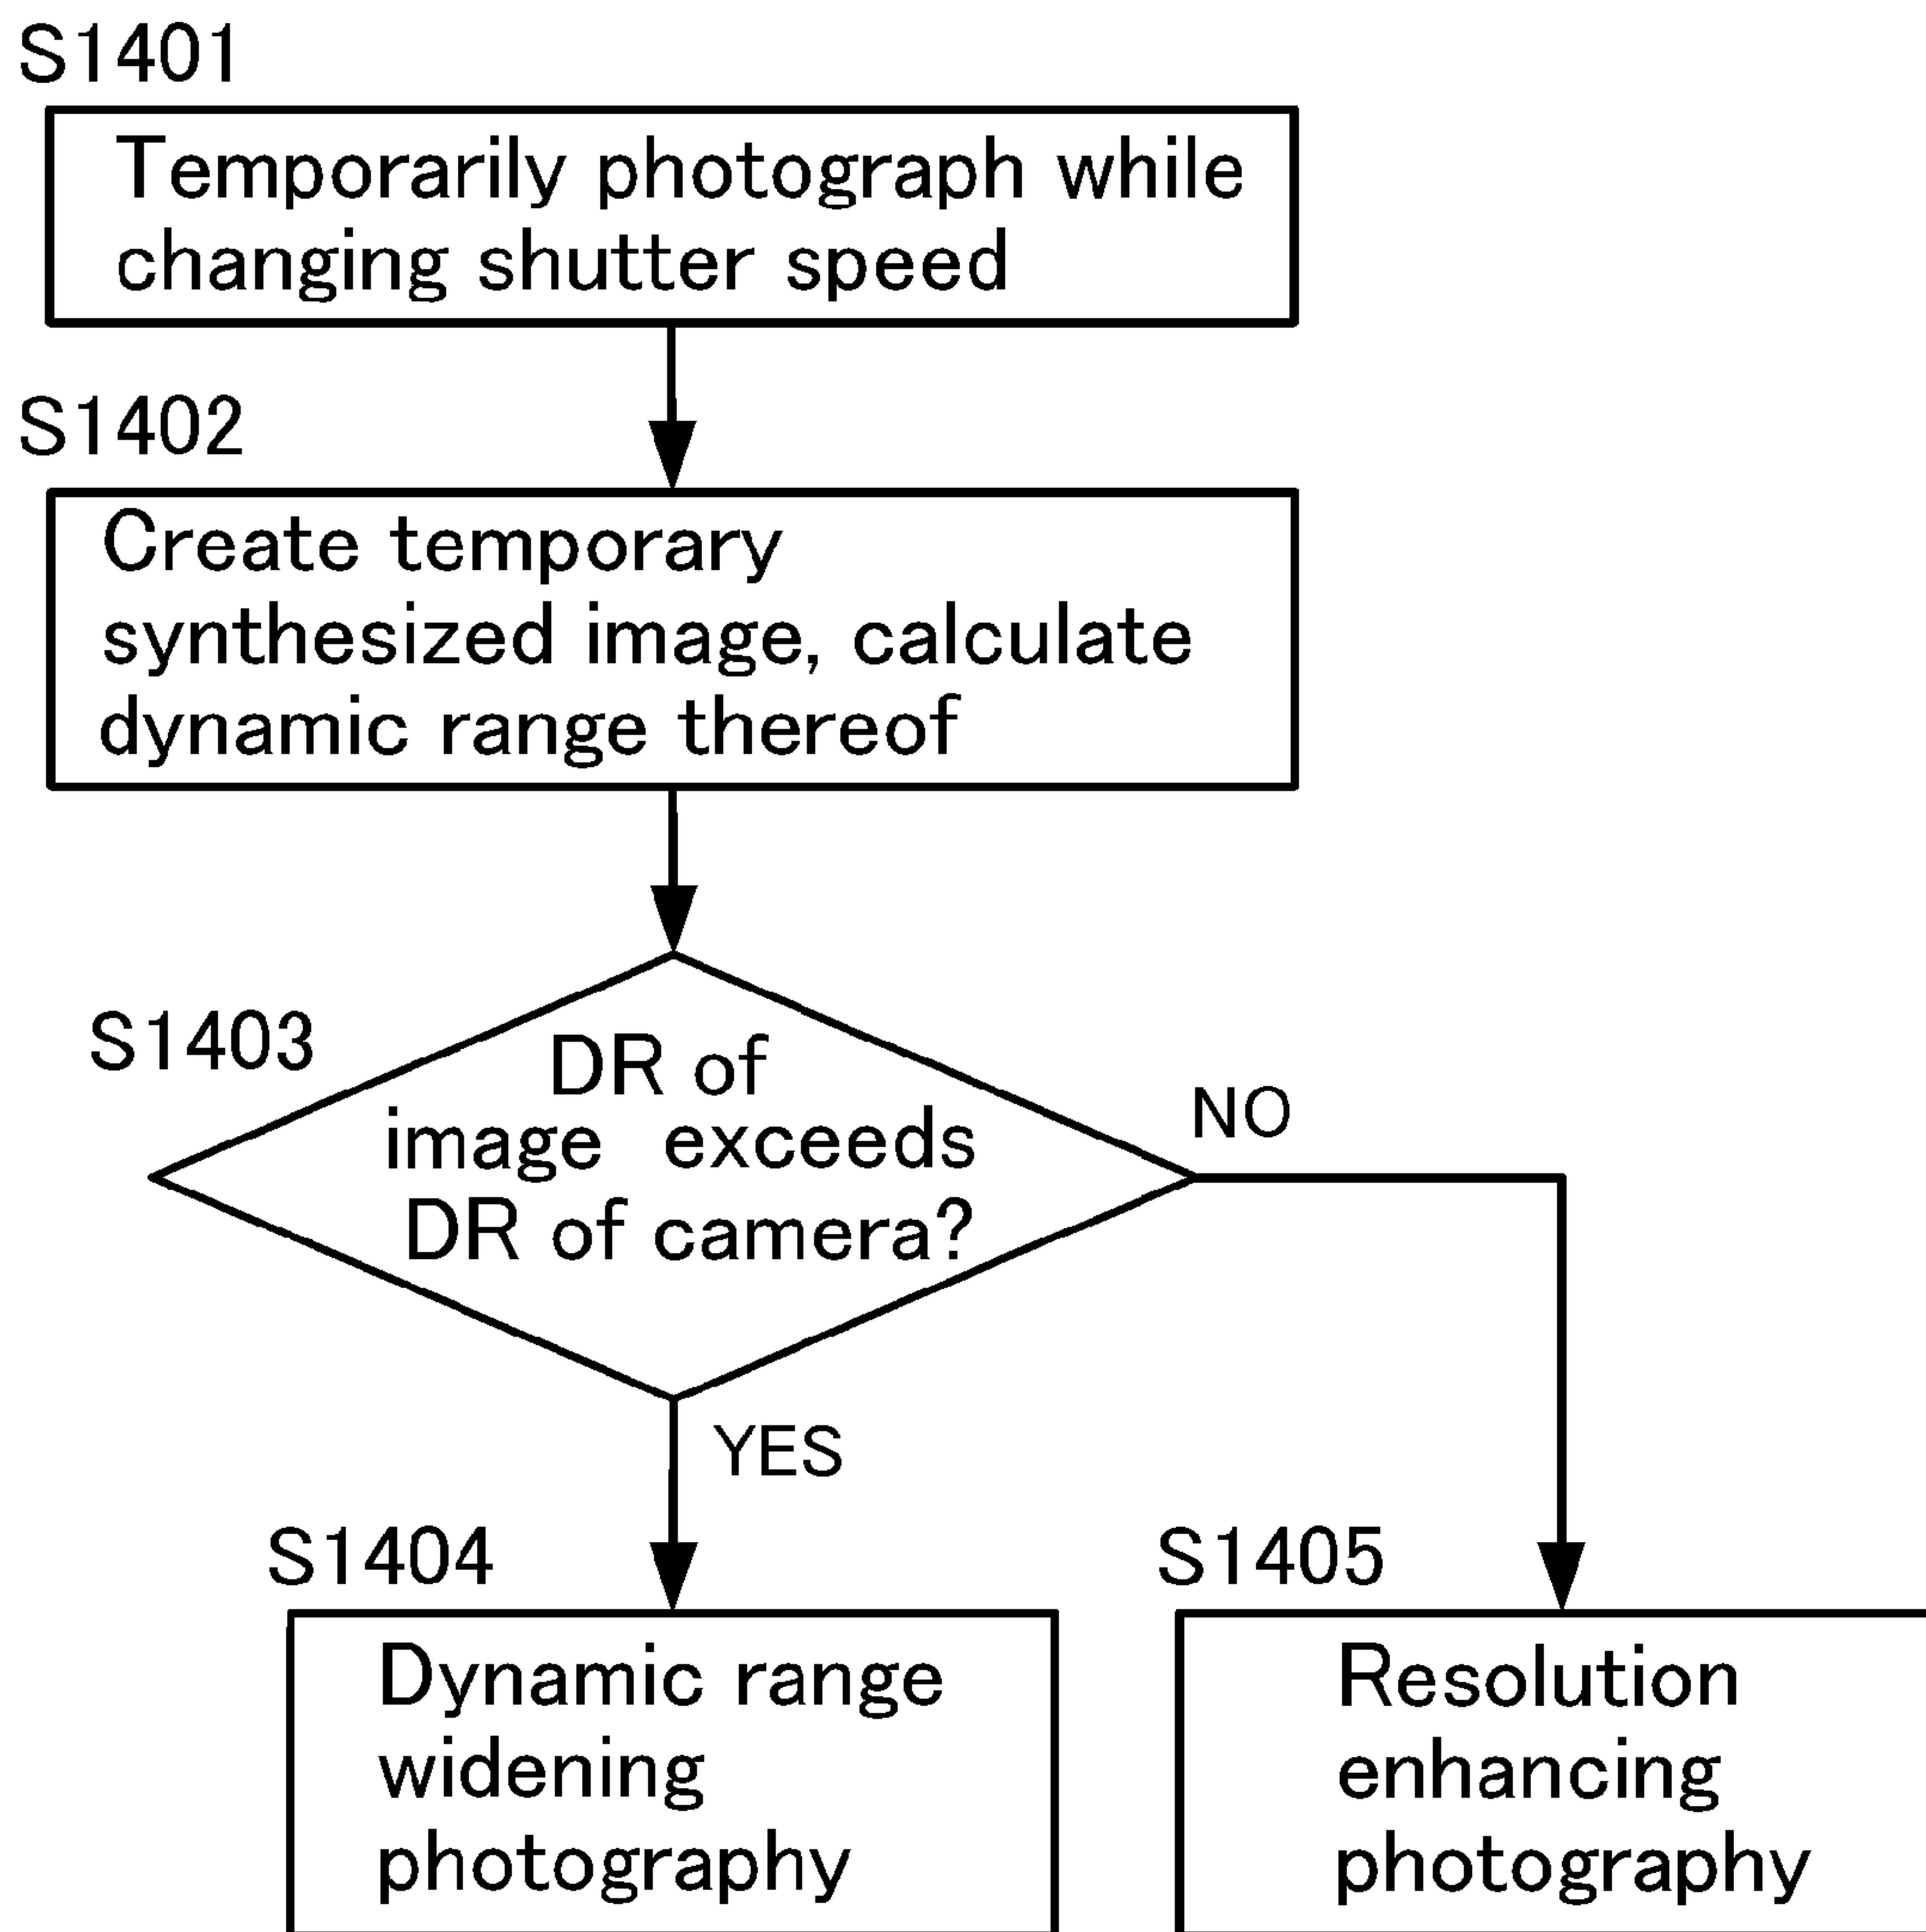 S1401
Temporarily photograph while
changing shutter speed
S1402
Create temporary
synthesized image, calculate
dynamic range thereof
S1403
DR of
image exceeds
DR of camera?
NO
YES
S1404
Dynamic range
widening
photography
S1405
Resolution
enhancing
photography